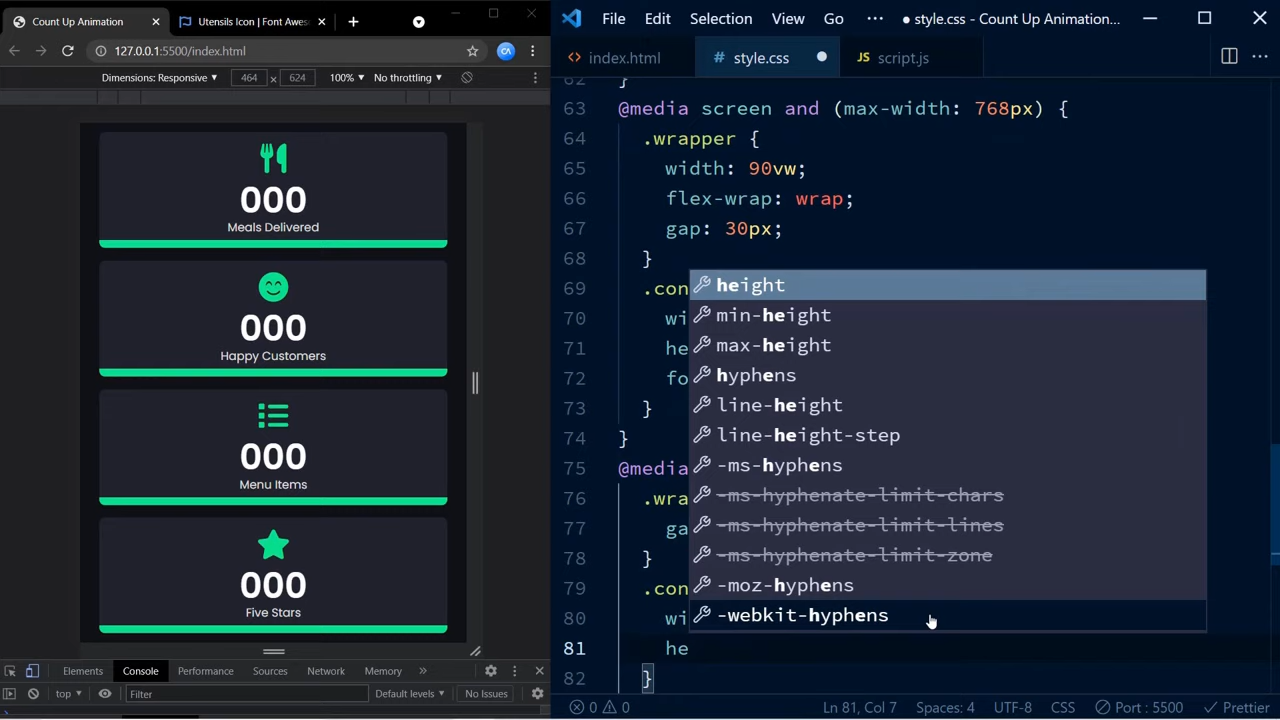 Count Up Animation
Utensils Icon | Font Awes
127.0.0.1:5500/index.html
Dimensions: Responsive
464 × 624
100%
No throttling
000
Meals Delivered
000
Happy Customers
000
Menu Items
000
Five Stars
Elements
Console
Performance
Sources
Network
Memory
»
top
Filter
Default levels
No Issues
File Edit Selection View Go ···
● style.css - Count Up Animation...
<> index.html
# style.css
JS script.js
62 }
63 @media screen and (max-width: 768px) {
64 .wrapper {
65 width: 90vw;
66 flex-wrap: wrap;
67 gap: 30px;
68 }
69 .con
70 wi
71 he
72 fo
73 }
74 }
75 @media
76 .wra
77 ga
78 }
79 .con
80 wi
81 he
82 }
height
min-height
max-height
hyphens
line-height
line-height-step
-ms-hyphens
-ms-hyphenate-limit-chars
-ms-hyphenate-limit-lines
-ms-hyphenate-limit-zone
-moz-hyphens
-webkit-hyphens
0 0
Ln 81, Col 7
Spaces: 4
UTF-8
CSS
Port : 5500
Prettier